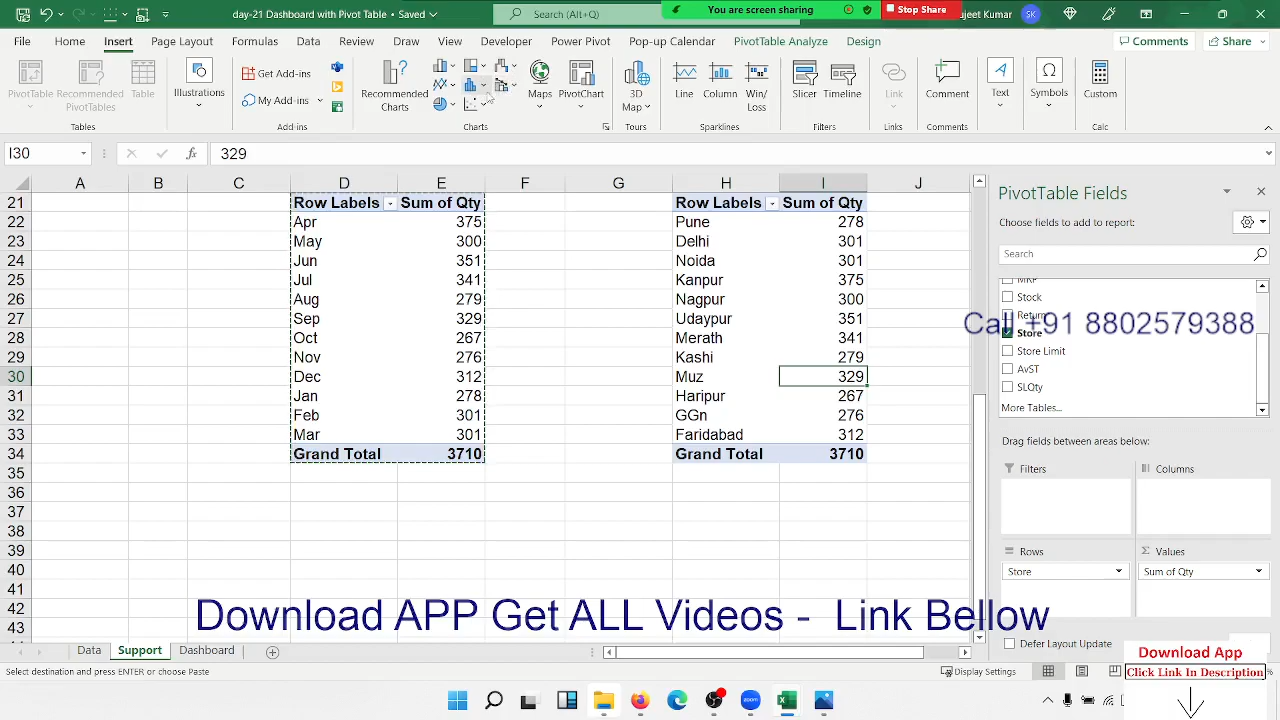 day-21 Dashboard - PivotTable • Saved
Search (Alt+Q)
You are screen sharing
Stop Share
jeet Kumar
SK
File
Home
Insert
Page Layout
Formulas
Data
Review
Draw
View
Developer
Power Pivot
Pop-up Calendar
PivotTable Analyze
Design
Comments
Share
PivotTable
Recommended
PivotTables
Table
Tables
Illustrations
Get Add-ins
My Add-ins
Add-ins
Recommended
Charts
Charts
Maps
PivotChart
3D
Map
Tours
Line
Column
Win/
Loss
Sparklines
Slicer
Timeline
Filters
Link
Links
Comment
Comments
Text
Symbols
Custom
Calc
I30
fx
329
A B C D E F G H I J
21 Row Labels Sum of Qty Row Labels Sum of Qty
22 Apr 375 Pune 278
23 May 300 Delhi 301
24 Jun 351 Noida 301
25 Jul 341 Kanpur 375
26 Aug 279 Nagpur 300
27 Sep 329 Udaypur 351
28 Oct 267 Merath 341
29 Nov 276 Kashi 279
30 Dec 312 Muz 329
31 Jan 278 Haripur 267
32 Feb 301 GGn 276
33 Mar 301 Faridabad 312
34 Grand Total 3710 Grand Total 3710
35
36
37
38
39
40
41
42
43
PivotTable Fields
Choose fields to add to report:
Search
MRP
Stock
Return
Call +91 8802579388
Store
Store Limit
AvST
SLQty
More Tables...
Drag fields between areas below:
Filters
Columns
Rows
Values
Store
Sum of Qty
Defer Layout Update
Download APP Get ALL Videos - Link Bellow
Data
Support
Dashboard
Download App
Click Link In Description
Select destination and press ENTER or choose Paste
Display Settings
%
zoom